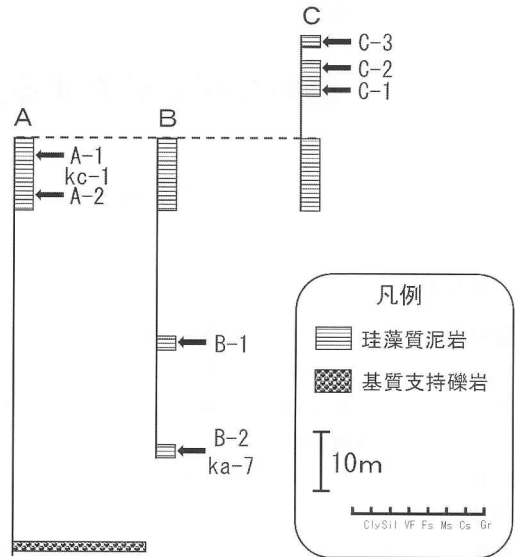 C
C-3
C-2
C-1
A
B
A-1
kc-1
A-2
B-1
B-2
ka-7
凡例
珪藻質泥岩
基質支持礫岩
10m
Cly Sil VF Fs Ms Cs Gr